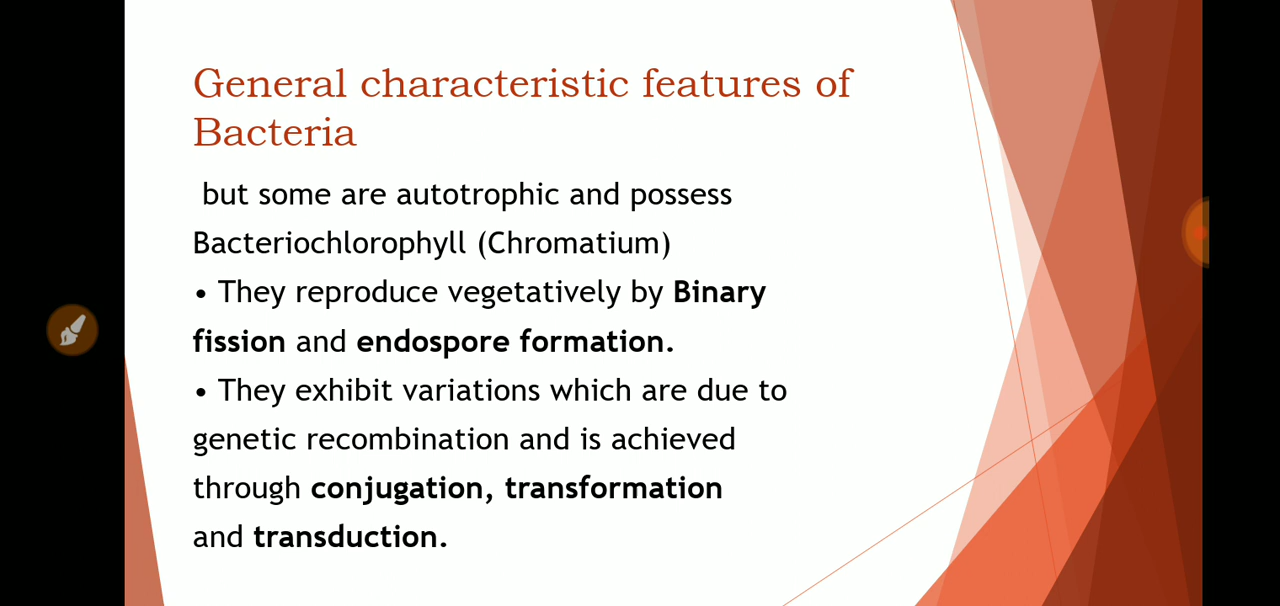 General characteristic features of
Bacteria
but some are autotrophic and possess
Bacteriochlorophyll (Chromatium)
• They reproduce vegetatively by Binary
fission and endospore formation.
• They exhibit variations which are due to
genetic recombination and is achieved
through conjugation, transformation
and transduction.